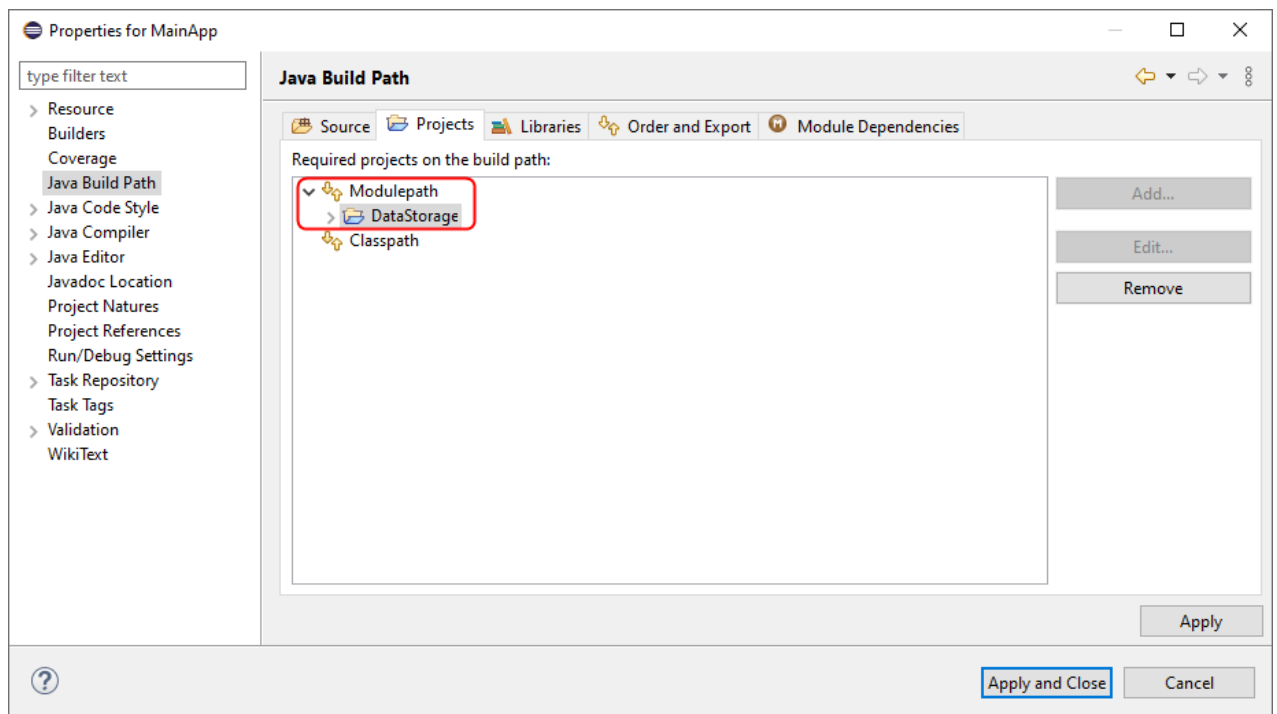 Properties for MainApp
type filter text
Resource
Builders
Coverage
Java Build Path
Java Code Style
Java Compiler
Java Editor
Javadoc Location
Project Natures
Project References
Run/Debug Settings
Task Repository
Task Tags
Validation
WikiText
Java Build Path
Source Projects Libraries Order and Export Module Dependencies
Required projects on the build path:
Modulepath
DataStorage
Classpath
Add...
Edit...
Remove
Apply
Apply and Close Cancel